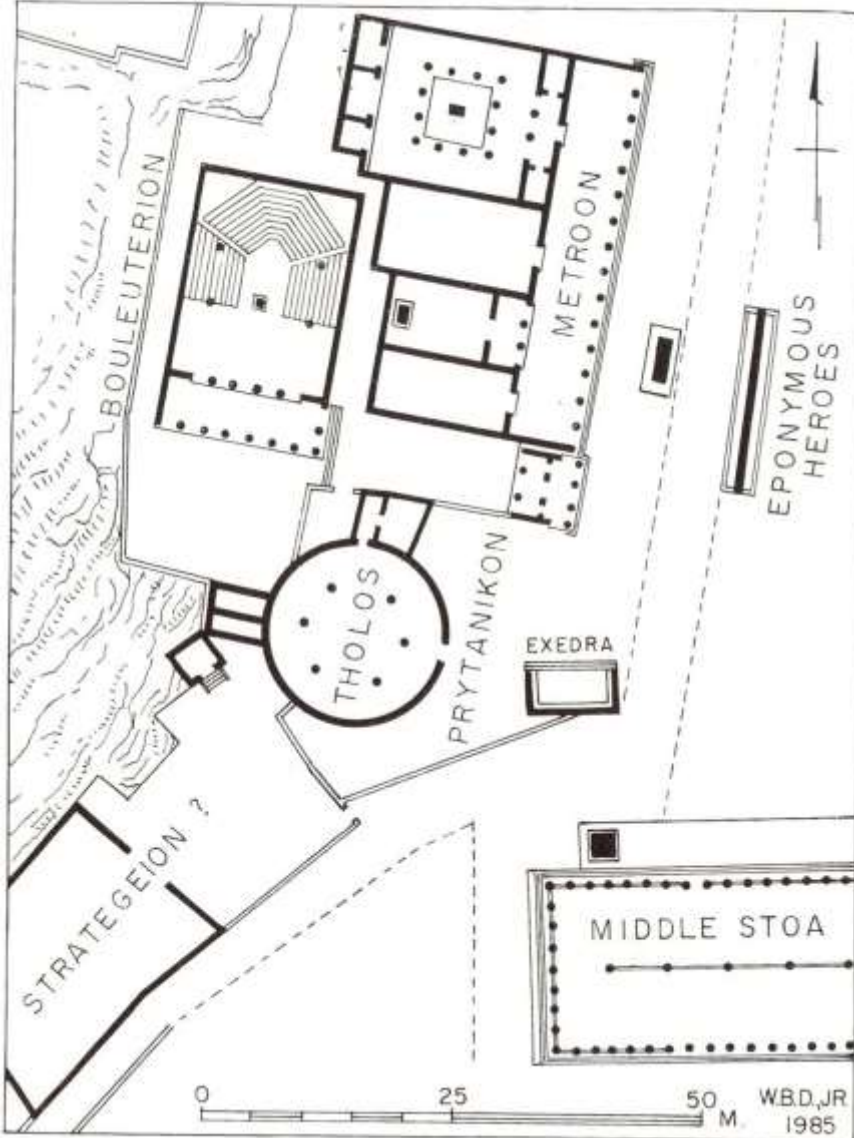 BOULEUTERION
METROON
EPONYMOUS
HEROES
THOLOS
PRYTANIKON
EXEDRA
STRATEGEION ?
MIDDLE STOA
0 25 50 M.
W.B.D., JR
1985